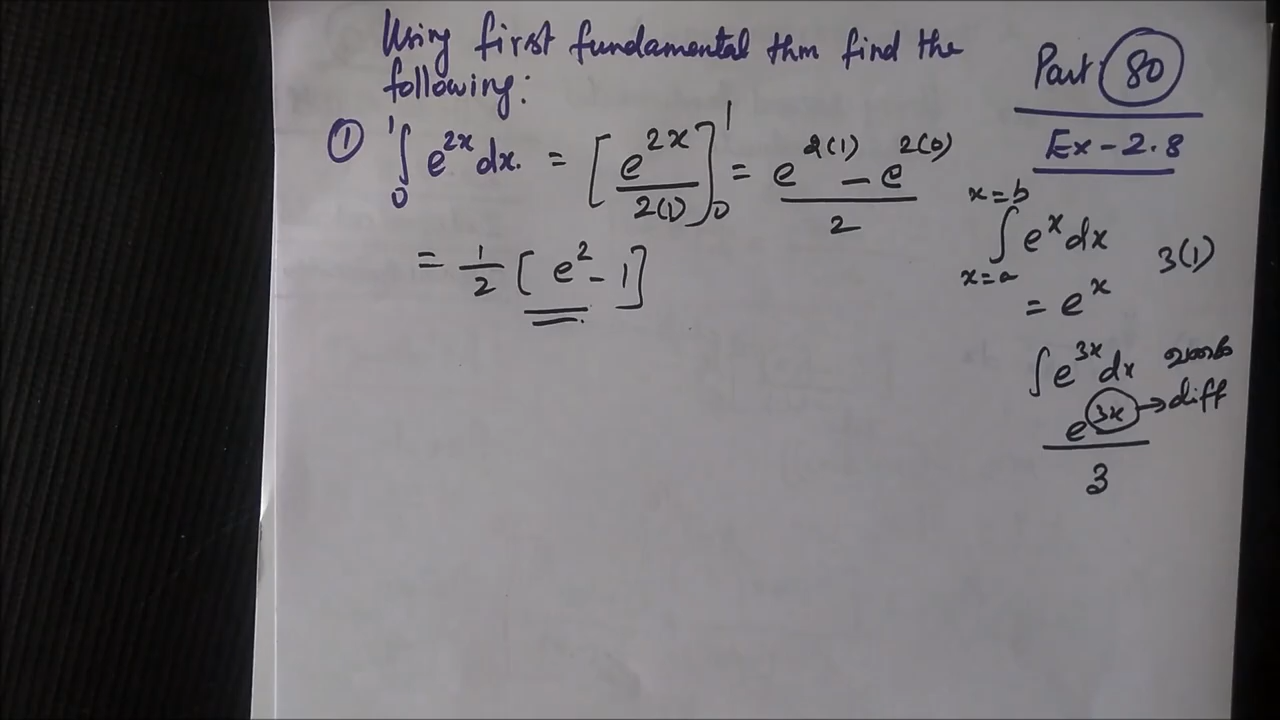 Using first fundamental thm find the
following:
① ∫₀¹ e^{2x} dx. = [e^{2x}/2(1)]₀¹ = (e^{2(1)} - e^{2(0)})/2
= 1/2 [e² - 1]
Part 80
Ex - 2.8
x=b
∫ e^x dx
x=a
= e^x
3(1)
∫ e^{3x} dx
e^{3x} → diff
3